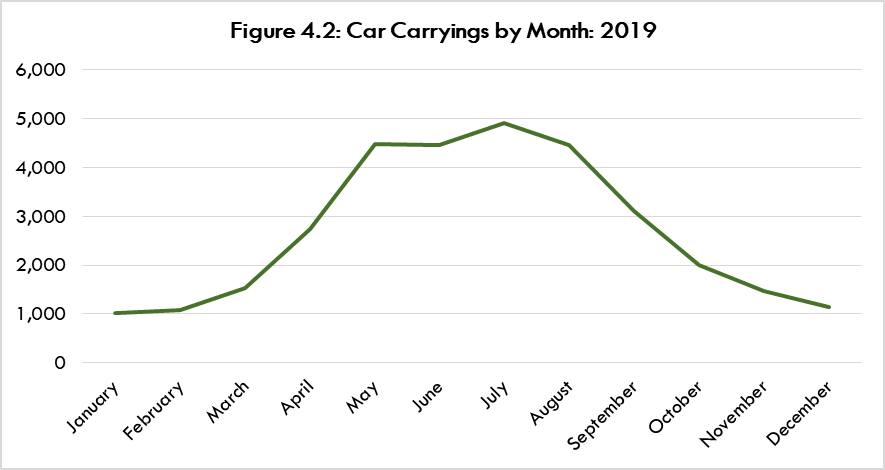 Figure 4.2: Car Carryings by Month: 2019
6,000
5,000
4,000
3,000
2,000
1,000
0
January
February
March
April
May
June
July
August
September
October
November
December